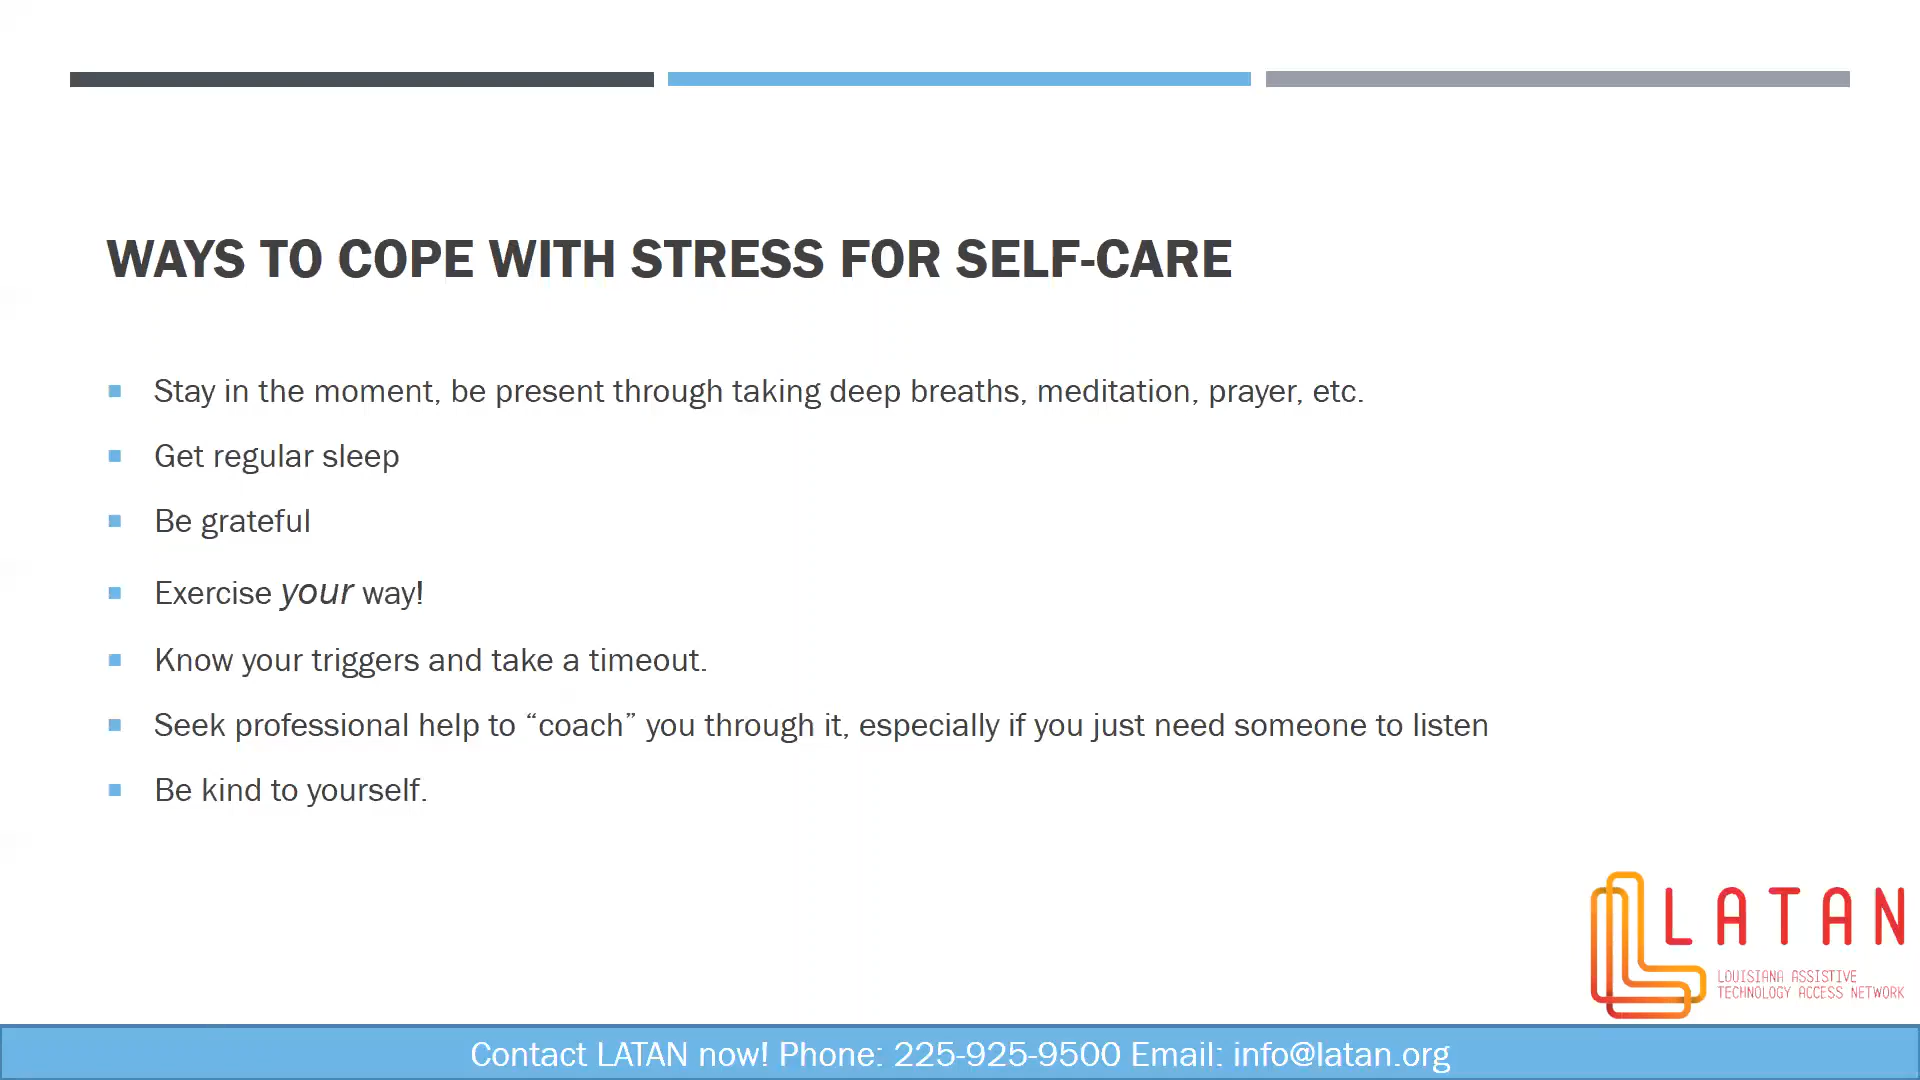 WAYS TO COPE WITH STRESS FOR SELF-CARE
Stay in the moment, be present through taking deep breaths, meditation, prayer, etc.
Get regular sleep
Be grateful
Exercise your way!
Know your triggers and take a timeout.
Seek professional help to “coach” you through it, especially if you just need someone to listen
Be kind to yourself.
LATAN
LOUISIANA ASSISTIVE
TECHNOLOGY ACCESS NETWORK
Contact LATAN now! Phone: 225-925-9500 Email: info@latan.org